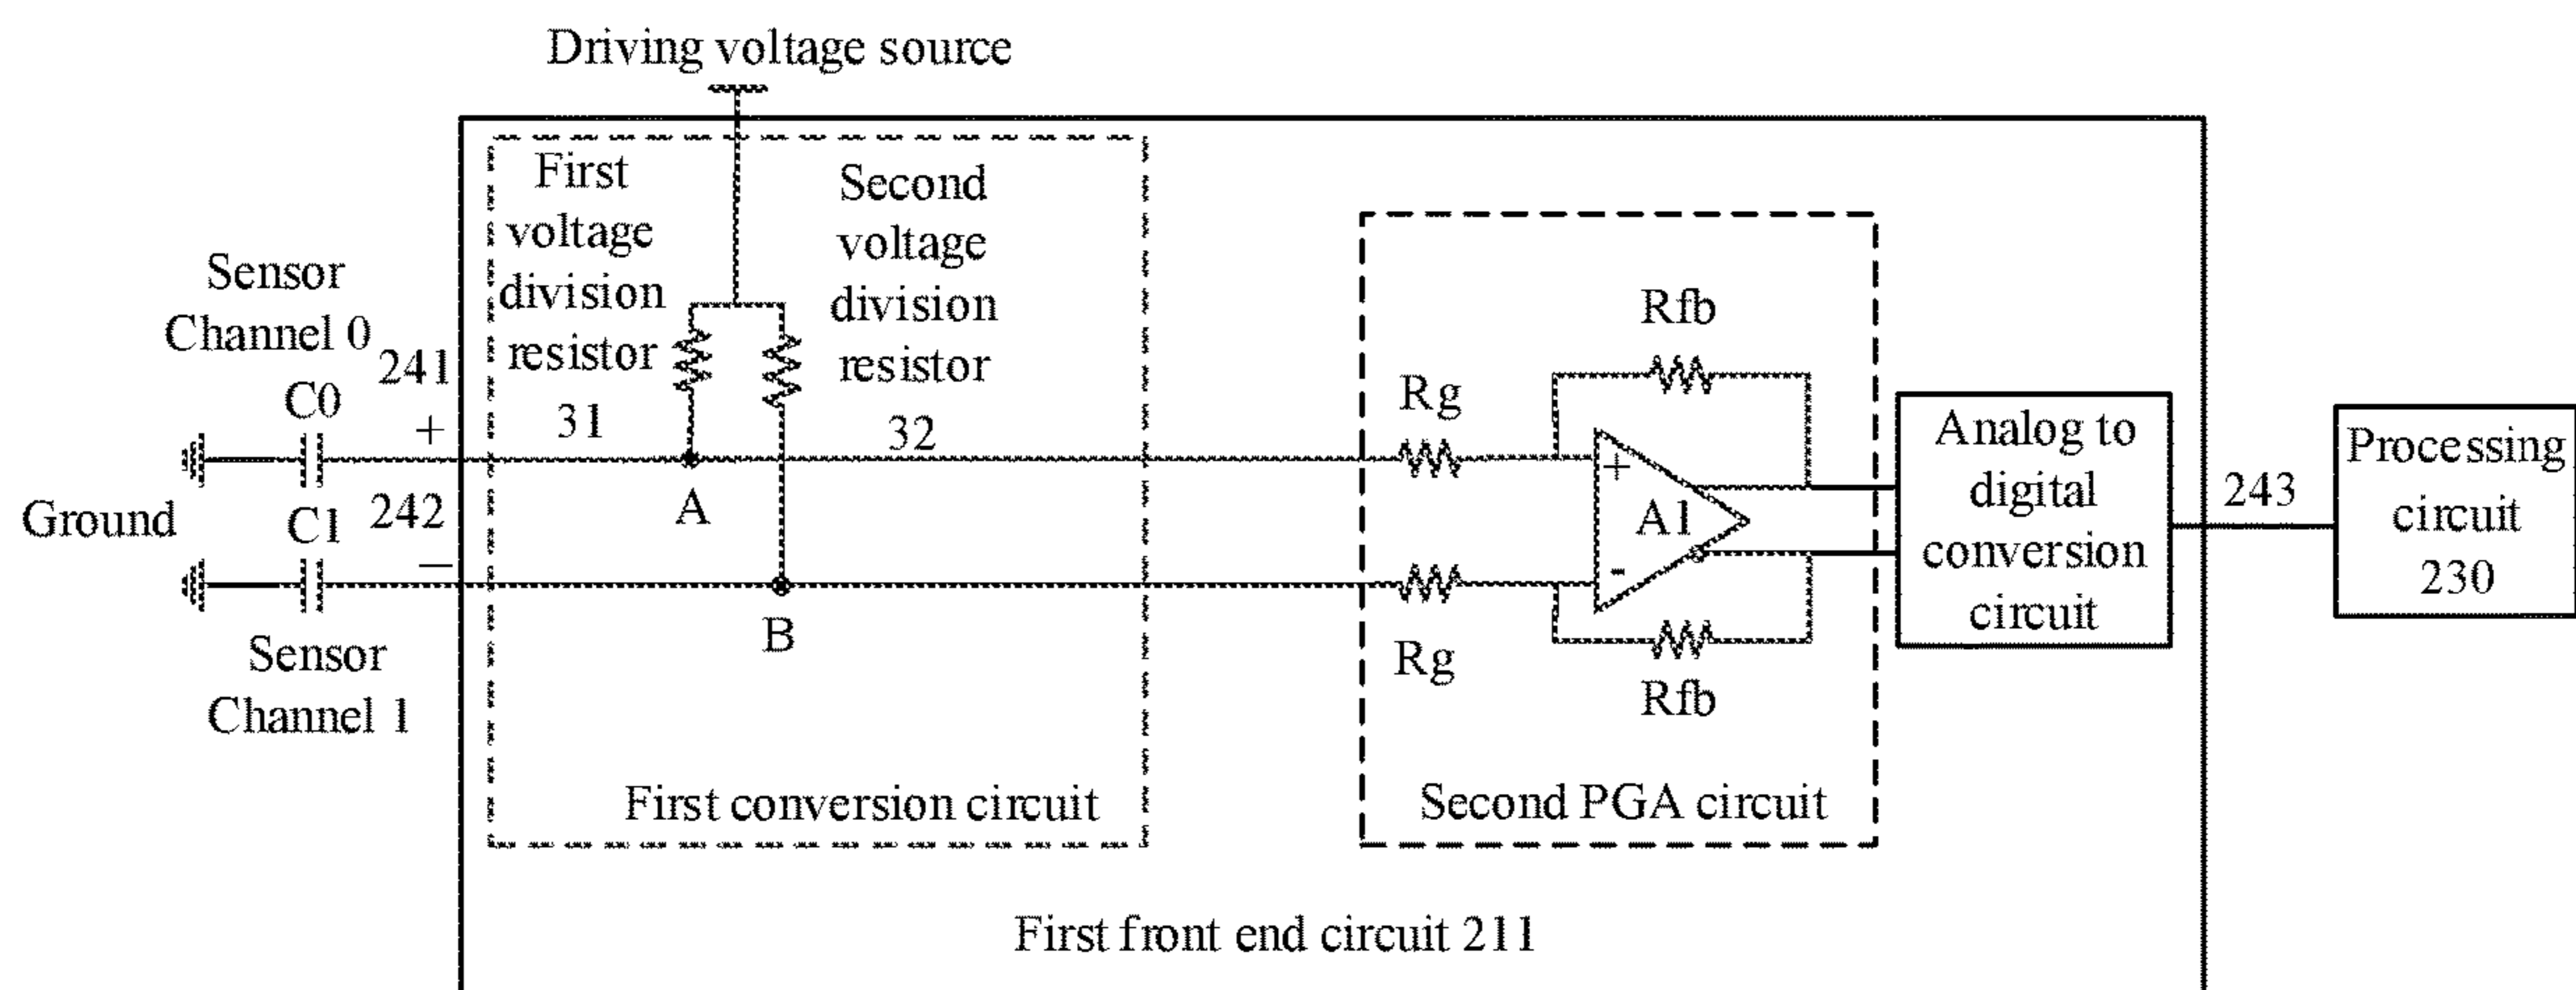 Driving voltage source
First
voltage
division
resistor
31
Second
voltage
division
resistor
32
Sensor
Channel 0
241
C0
+
Ground
C1
242
−
Sensor
Channel 1
A
B
First conversion circuit
Rfb
Rg
+
A1
-
Rg
Rfb
Second PGA circuit
Analog to
digital
conversion
circuit
243
Processing
circuit
230
First front end circuit 211